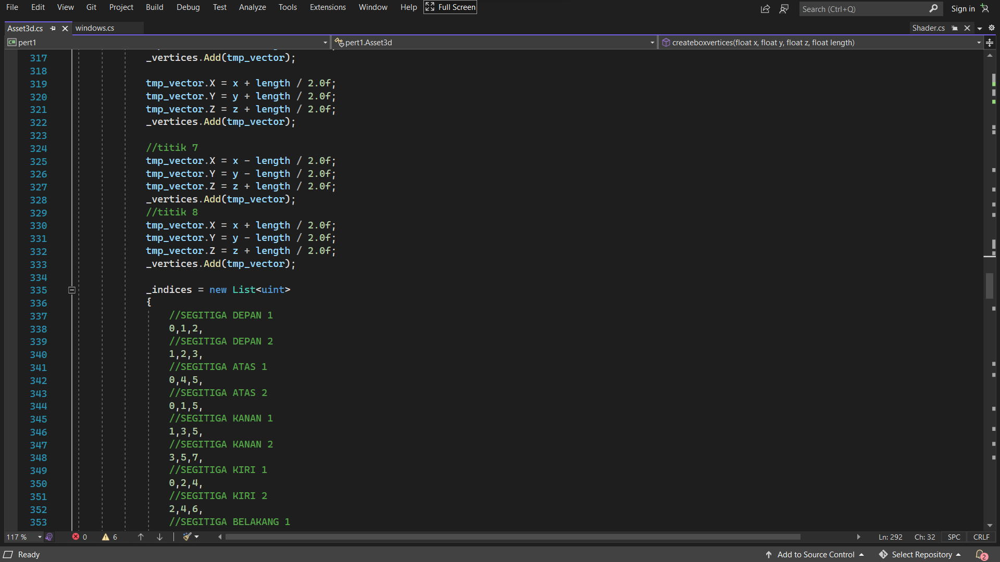 File Edit View Git Project Build Debug Test Analyze Tools Extensions Window Help Full Screen Search (Ctrl+Q) Sign in
Asset3d.cs windows.cs Shader.cs
C# pert1 pert1.Asset3d createboxvertices(float x, float y, float z, float length)
317 _vertices.Add(tmp_vector);
318
319 tmp_vector.X = x + length / 2.0f;
320 tmp_vector.Y = y + length / 2.0f;
321 tmp_vector.Z = z + length / 2.0f;
322 _vertices.Add(tmp_vector);
323
324 //titik 7
325 tmp_vector.X = x - length / 2.0f;
326 tmp_vector.Y = y - length / 2.0f;
327 tmp_vector.Z = z + length / 2.0f;
328 _vertices.Add(tmp_vector);
329 //titik 8
330 tmp_vector.X = x + length / 2.0f;
331 tmp_vector.Y = y - length / 2.0f;
332 tmp_vector.Z = z + length / 2.0f;
333 _vertices.Add(tmp_vector);
334
335 _indices = new List<uint>
336 {
337 //SEGITIGA DEPAN 1
338 0,1,2,
339 //SEGITIGA DEPAN 2
340 1,2,3,
341 //SEGITIGA ATAS 1
342 0,4,5,
343 //SEGITIGA ATAS 2
344 0,1,5,
345 //SEGITIGA KANAN 1
346 1,3,5,
347 //SEGITIGA KANAN 2
348 3,5,7,
349 //SEGITIGA KIRI 1
350 0,2,4,
351 //SEGITIGA KIRI 2
352 2,4,6,
353 //SEGITIGA BELAKANG 1
117 % 0 6 Ln: 292 Ch: 32 SPC CRLF
Ready Add to Source Control Select Repository 2